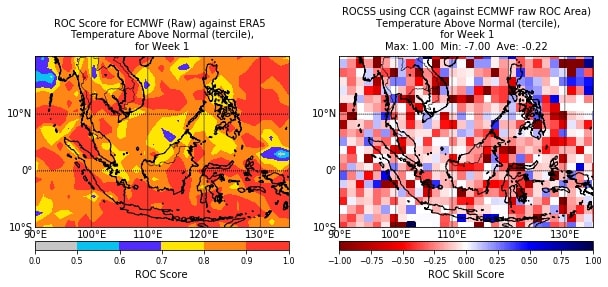 ROC Score for ECMWF (Raw) against ERA5
Temperature Above Normal (tercile),
for Week 1
10°N
0°
10°S
90°E 100°E 110°E 120°E 130°E
0.0 0.5 0.6 0.7 0.8 0.9 1.0
ROC Score
ROCSS using CCR (against ECMWF raw ROC Area)
Temperature Above Normal (tercile),
for Week 1
Max: 1.00 Min: -7.00 Ave: -0.22
10°N
0°
10°S
90°E 100°E 110°E 120°E 130°E
−1.00 −0.75 −0.50 −0.25 0.00 0.25 0.50 0.75 1.00
ROC Skill Score